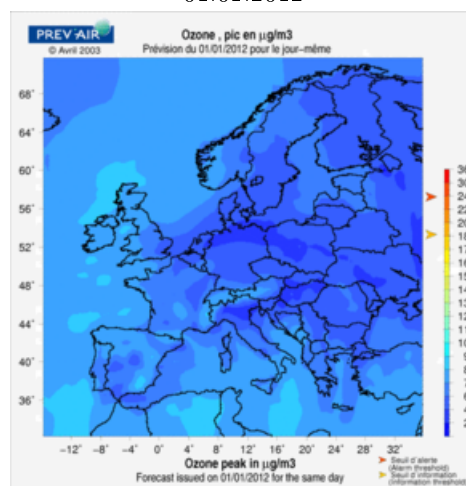 01/01/2012
PREV'AIR
© Avril 2003
Ozone , pic en µg/m3
Prévision du 01/01/2012 pour le jour–même
68°
64°
60°
56°
52°
48°
44°
40°
36°
−12° −8° −4° 0° 4° 8° 12° 16° 20° 24° 28° 32°
Ozone peak in µg/m3
Forecast issued on 01/01/2012 for the same day
Seuil d'alerte
(Alarm threshold)
Seuil d'information
(Information threshold)